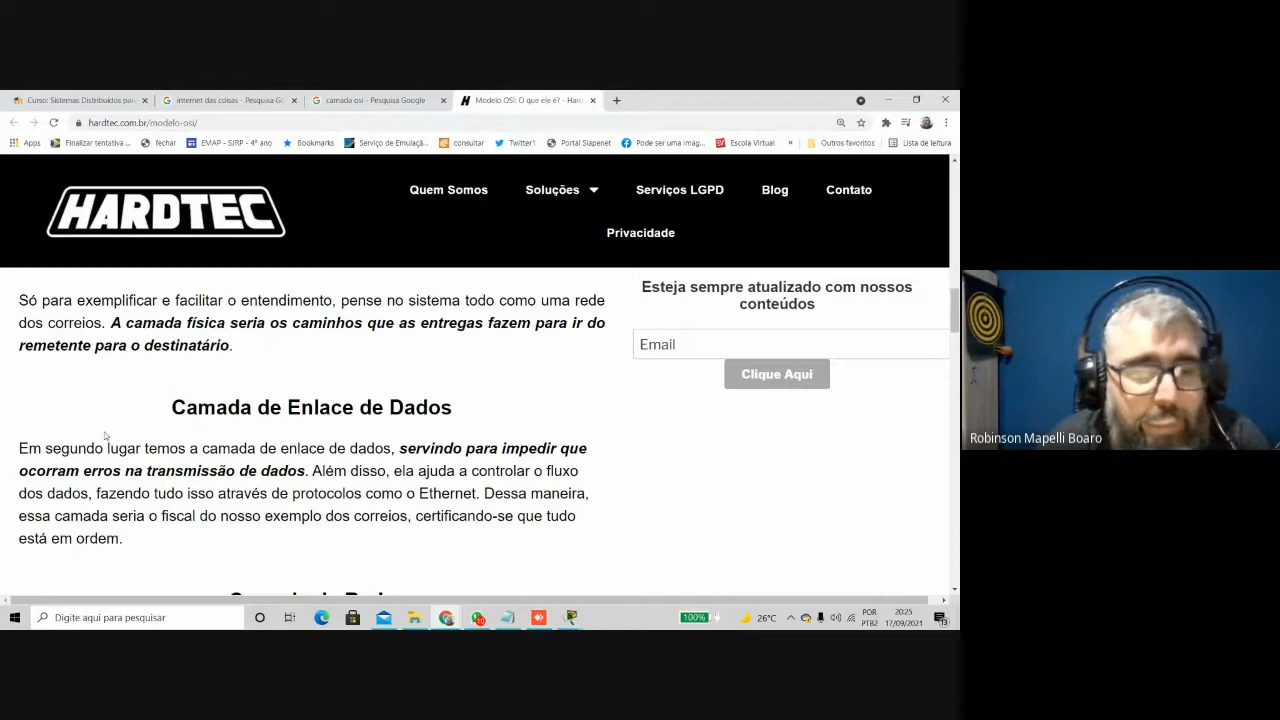 Curso: Sistemas Distribuidos pu
internet das coisas - Pesquisa G
camada osi - Pesquisa Google
Modelo OSI: O que ele é? - Hard
hardtec.com.br/modelo-osi/
Apps
Finalizar tentativa ...
fechar
EMAP - SJRP - 4º ano
Bookmarks
Serviço de Emulaçã...
consultar
Twitter1
Portal Siapenet
Pode ser uma imag...
Escola Virtual
»
Outros favoritos
Lista de leitura
HARDTEC
Quem Somos
Soluções
Serviços LGPD
Blog
Contato
Privacidade
Só para exemplificar e facilitar o entendimento, pense no sistema todo como uma rede
dos correios. A camada física seria os caminhos que as entregas fazem para ir do
remetente para o destinatário.
Esteja sempre atualizado com nossos
conteúdos
Email
Clique Aqui
Camada de Enlace de Dados
Em segundo lugar temos a camada de enlace de dados, servindo para impedir que
ocorram erros na transmissão de dados. Além disso, ela ajuda a controlar o fluxo
dos dados, fazendo tudo isso através de protocolos como o Ethernet. Dessa maneira,
essa camada seria o fiscal do nosso exemplo dos correios, certificando-se que tudo
está em ordem.
Robinson Mapelli Boaro
Digite aqui para pesquisar
10
100%
26°C
POR
PTB2
20:25
17/09/2021
13